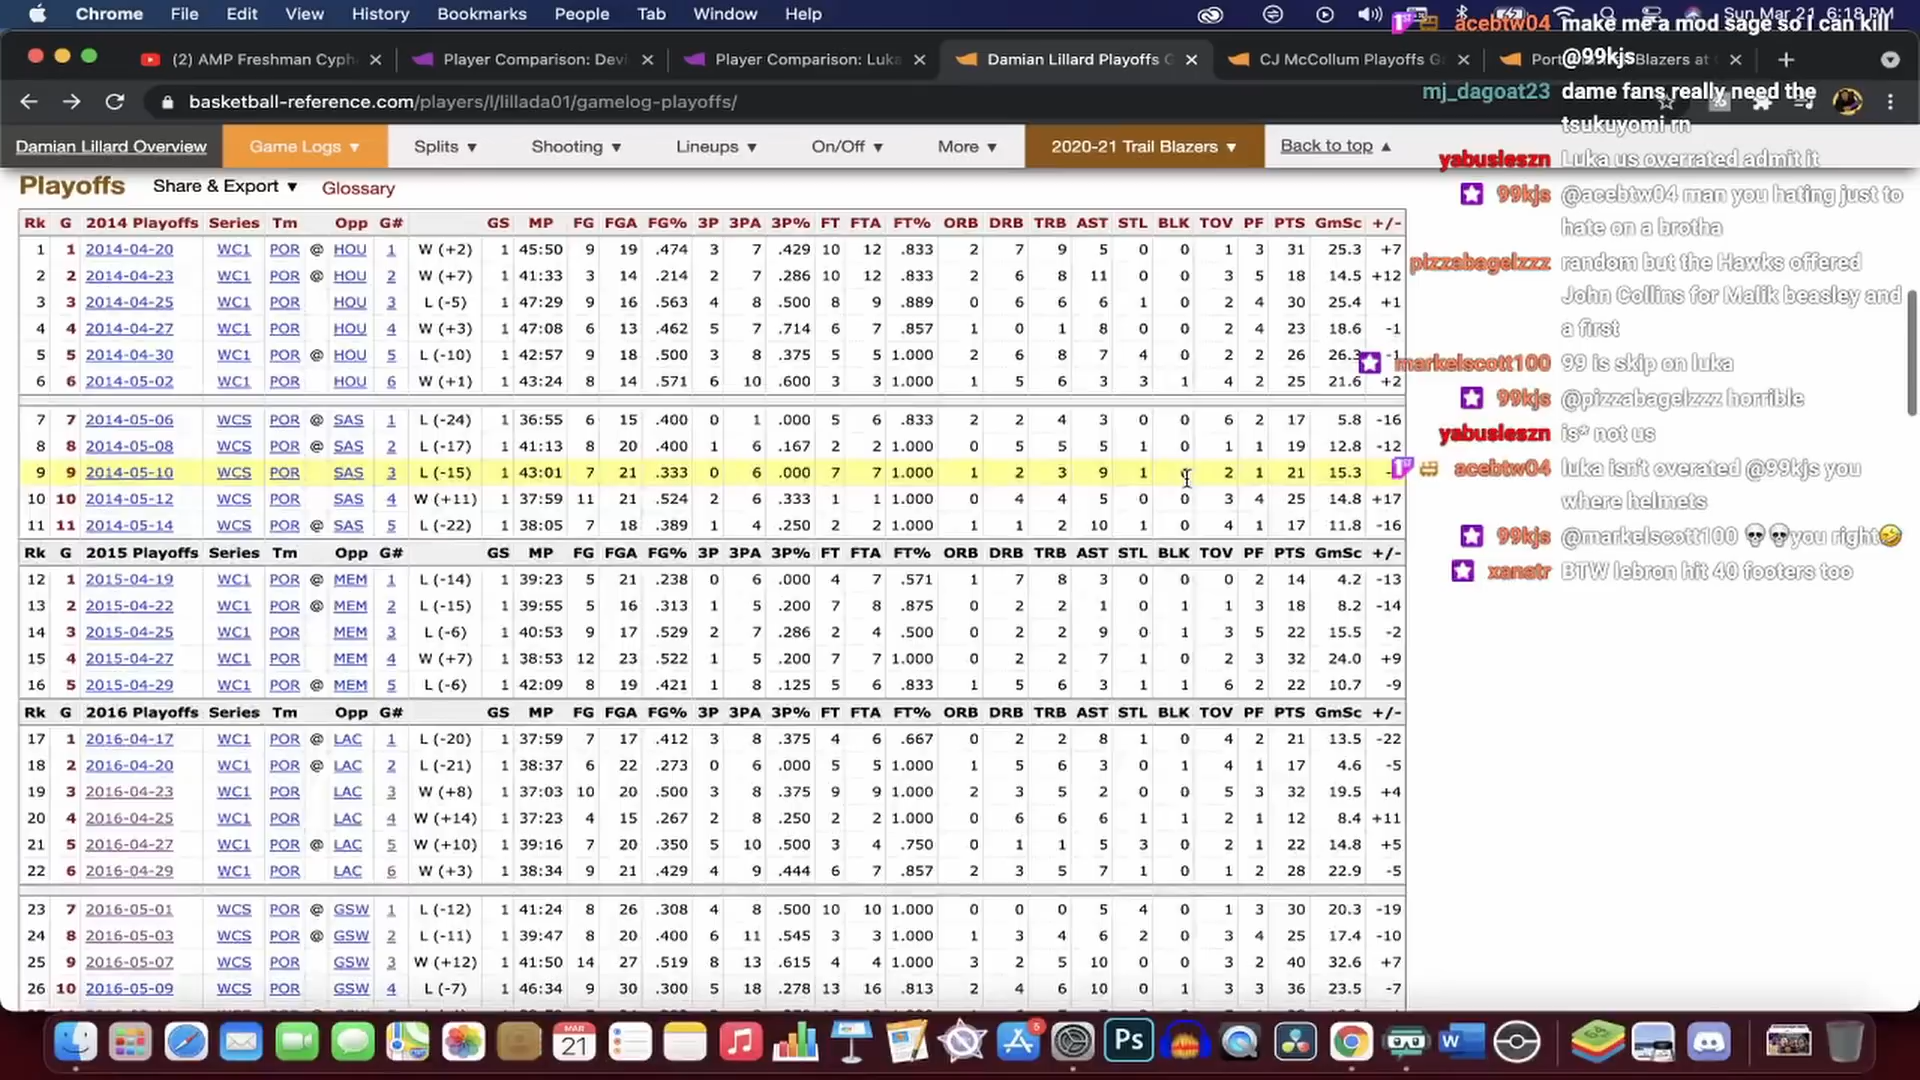 Chrome File Edit View History Bookmarks People Tab Window Help Sun Mar 21 6:18 PM
(2) AMP Freshman Cyph × Player Comparison: Devi × Player Comparison: Luka × Damian Lillard Playoffs G × CJ McCollum Playoffs G × Blazers at ×
basketball-reference.com/players/l/lillada01/gamelog-playoffs/
Damian Lillard Overview Game Logs ▼ Splits ▼ Shooting ▼ Lineups ▼ On/Off ▼ More ▼ 2020-21 Trail Blazers ▼ Back to top ▲
Playoffs Share & Export ▼ Glossary
Rk G 2014 Playoffs Series Tm Opp G# GS MP FG FGA FG% 3P 3PA 3P% FT FTA FT% ORB DRB TRB AST STL BLK TOV PF PTS GmSc +/-
1 1 2014-04-20 WC1 POR @ HOU 1 W (+2) 1 45:50 9 19 .474 3 7 .429 10 12 .833 2 7 9 5 0 0 1 3 31 25.3 +7
2 2 2014-04-23 WC1 POR @ HOU 2 W (+7) 1 41:33 3 14 .214 2 7 .286 10 12 .833 2 6 8 11 0 0 3 5 18 14.5 +12
3 3 2014-04-25 WC1 POR HOU 3 L (-5) 1 47:29 9 16 .563 4 8 .500 8 9 .889 0 6 6 6 1 0 2 4 30 25.4 +1
4 4 2014-04-27 WC1 POR HOU 4 W (+3) 1 47:08 6 13 .462 5 7 .714 6 7 .857 1 0 1 8 0 0 2 4 23 18.6 -1
5 5 2014-04-30 WC1 POR @ HOU 5 L (-10) 1 42:57 9 18 .500 3 8 .375 5 5 1.000 2 6 8 7 4 0 2 2 26 26.3
6 6 2014-05-02 WC1 POR HOU 6 W (+1) 1 43:24 8 14 .571 6 10 .600 3 3 1.000 1 5 6 3 3 1 4 2 25 21.6 +2
7 7 2014-05-06 WCS POR @ SAS 1 L (-24) 1 36:55 6 15 .400 0 1 .000 5 6 .833 2 2 4 3 0 0 6 2 17 5.8 -16
8 8 2014-05-08 WCS POR @ SAS 2 L (-17) 1 41:13 8 20 .400 1 6 .167 2 2 1.000 0 5 5 5 1 0 1 1 19 12.8 -12
9 9 2014-05-10 WCS POR SAS 3 L (-15) 1 43:01 7 21 .333 0 6 .000 7 7 1.000 1 2 3 9 1 2 1 21 15.3
10 10 2014-05-12 WCS POR SAS 4 W (+11) 1 37:59 11 21 .524 2 6 .333 1 1 1.000 0 4 4 5 0 0 3 4 25 14.8 +17
11 11 2014-05-14 WCS POR @ SAS 5 L (-22) 1 38:05 7 18 .389 1 4 .250 2 2 1.000 1 1 2 10 1 0 4 1 17 11.8 -16
Rk G 2015 Playoffs Series Tm Opp G# GS MP FG FGA FG% 3P 3PA 3P% FT FTA FT% ORB DRB TRB AST STL BLK TOV PF PTS GmSc +/-
12 1 2015-04-19 WC1 POR @ MEM 1 L (-14) 1 39:23 5 21 .238 0 6 .000 4 7 .571 1 7 8 3 0 0 0 2 14 4.2 -13
13 2 2015-04-22 WC1 POR @ MEM 2 L (-15) 1 39:55 5 16 .313 1 5 .200 7 8 .875 0 2 2 1 0 1 1 3 18 8.2 -14
14 3 2015-04-25 WC1 POR MEM 3 L (-6) 1 40:53 9 17 .529 2 7 .286 2 4 .500 0 2 2 9 0 1 3 5 22 15.5 -2
15 4 2015-04-27 WC1 POR MEM 4 W (+7) 1 38:53 12 23 .522 1 5 .200 7 7 1.000 0 2 2 7 1 0 2 3 32 24.0 +9
16 5 2015-04-29 WC1 POR @ MEM 5 L (-6) 1 42:09 8 19 .421 1 8 .125 5 6 .833 1 5 6 3 1 1 6 2 22 10.7 -9
Rk G 2016 Playoffs Series Tm Opp G# GS MP FG FGA FG% 3P 3PA 3P% FT FTA FT% ORB DRB TRB AST STL BLK TOV PF PTS GmSc +/-
17 1 2016-04-17 WC1 POR @ LAC 1 L (-20) 1 37:59 7 17 .412 3 8 .375 4 6 .667 0 2 2 8 1 0 4 2 21 13.5 -22
18 2 2016-04-20 WC1 POR @ LAC 2 L (-21) 1 38:37 6 22 .273 0 6 .000 5 5 1.000 1 5 6 3 0 1 4 1 17 4.6 -5
19 3 2016-04-23 WC1 POR LAC 3 W (+8) 1 37:03 10 20 .500 3 8 .375 9 9 1.000 2 3 5 2 0 0 5 3 32 19.5 +4
20 4 2016-04-25 WC1 POR LAC 4 W (+14) 1 37:23 4 15 .267 2 8 .250 2 2 1.000 0 6 6 6 1 1 2 1 12 8.4 +11
21 5 2016-04-27 WC1 POR @ LAC 5 W (+10) 1 39:16 7 20 .350 5 10 .500 3 4 .750 0 1 1 5 3 0 2 1 22 14.8 +5
22 6 2016-04-29 WC1 POR LAC 6 W (+3) 1 38:34 9 21 .429 4 9 .444 6 7 .857 2 3 5 7 1 0 1 2 28 22.9 -5
23 7 2016-05-01 WCS POR @ GSW 1 L (-12) 1 41:24 8 26 .308 4 8 .500 10 10 1.000 0 0 0 5 4 0 1 3 30 20.3 -19
24 8 2016-05-03 WCS POR @ GSW 2 L (-11) 1 39:47 8 20 .400 6 11 .545 3 3 1.000 1 3 4 6 2 0 3 4 25 17.4 -10
25 9 2016-05-07 WCS POR GSW 3 W (+12) 1 41:50 14 27 .519 8 13 .615 4 4 1.000 3 2 5 10 0 0 3 2 40 32.6 +7
26 10 2016-05-09 WCS POR GSW 4 L (-7) 1 46:34 9 30 .300 5 18 .278 13 16 .813 2 4 6 10 0 1 3 3 36 23.5 -7
acebtw04 make me a mod sage so I can kill
@99kjs
mj_dagoat23 dame fans really need the
tsukuyomi rn
yabusleszn Luka us overrated admit it
99kjs @acebtw04 man you hating just to
hate on a brotha
pizzabagelzzz random but the Hawks offered
John Collins for Malik beasley and
a first
markelscott100 99 is skip on luka
99kjs @pizzabagelzzz horrible
yabusleszn is* not us
acebtw04 luka isn't overated @99kjs you
where helmets
99kjs @markelscott100 💀💀you right🤣
xanatr BTW lebron hit 40 footers too
MAR
21
6
Ps
W
64